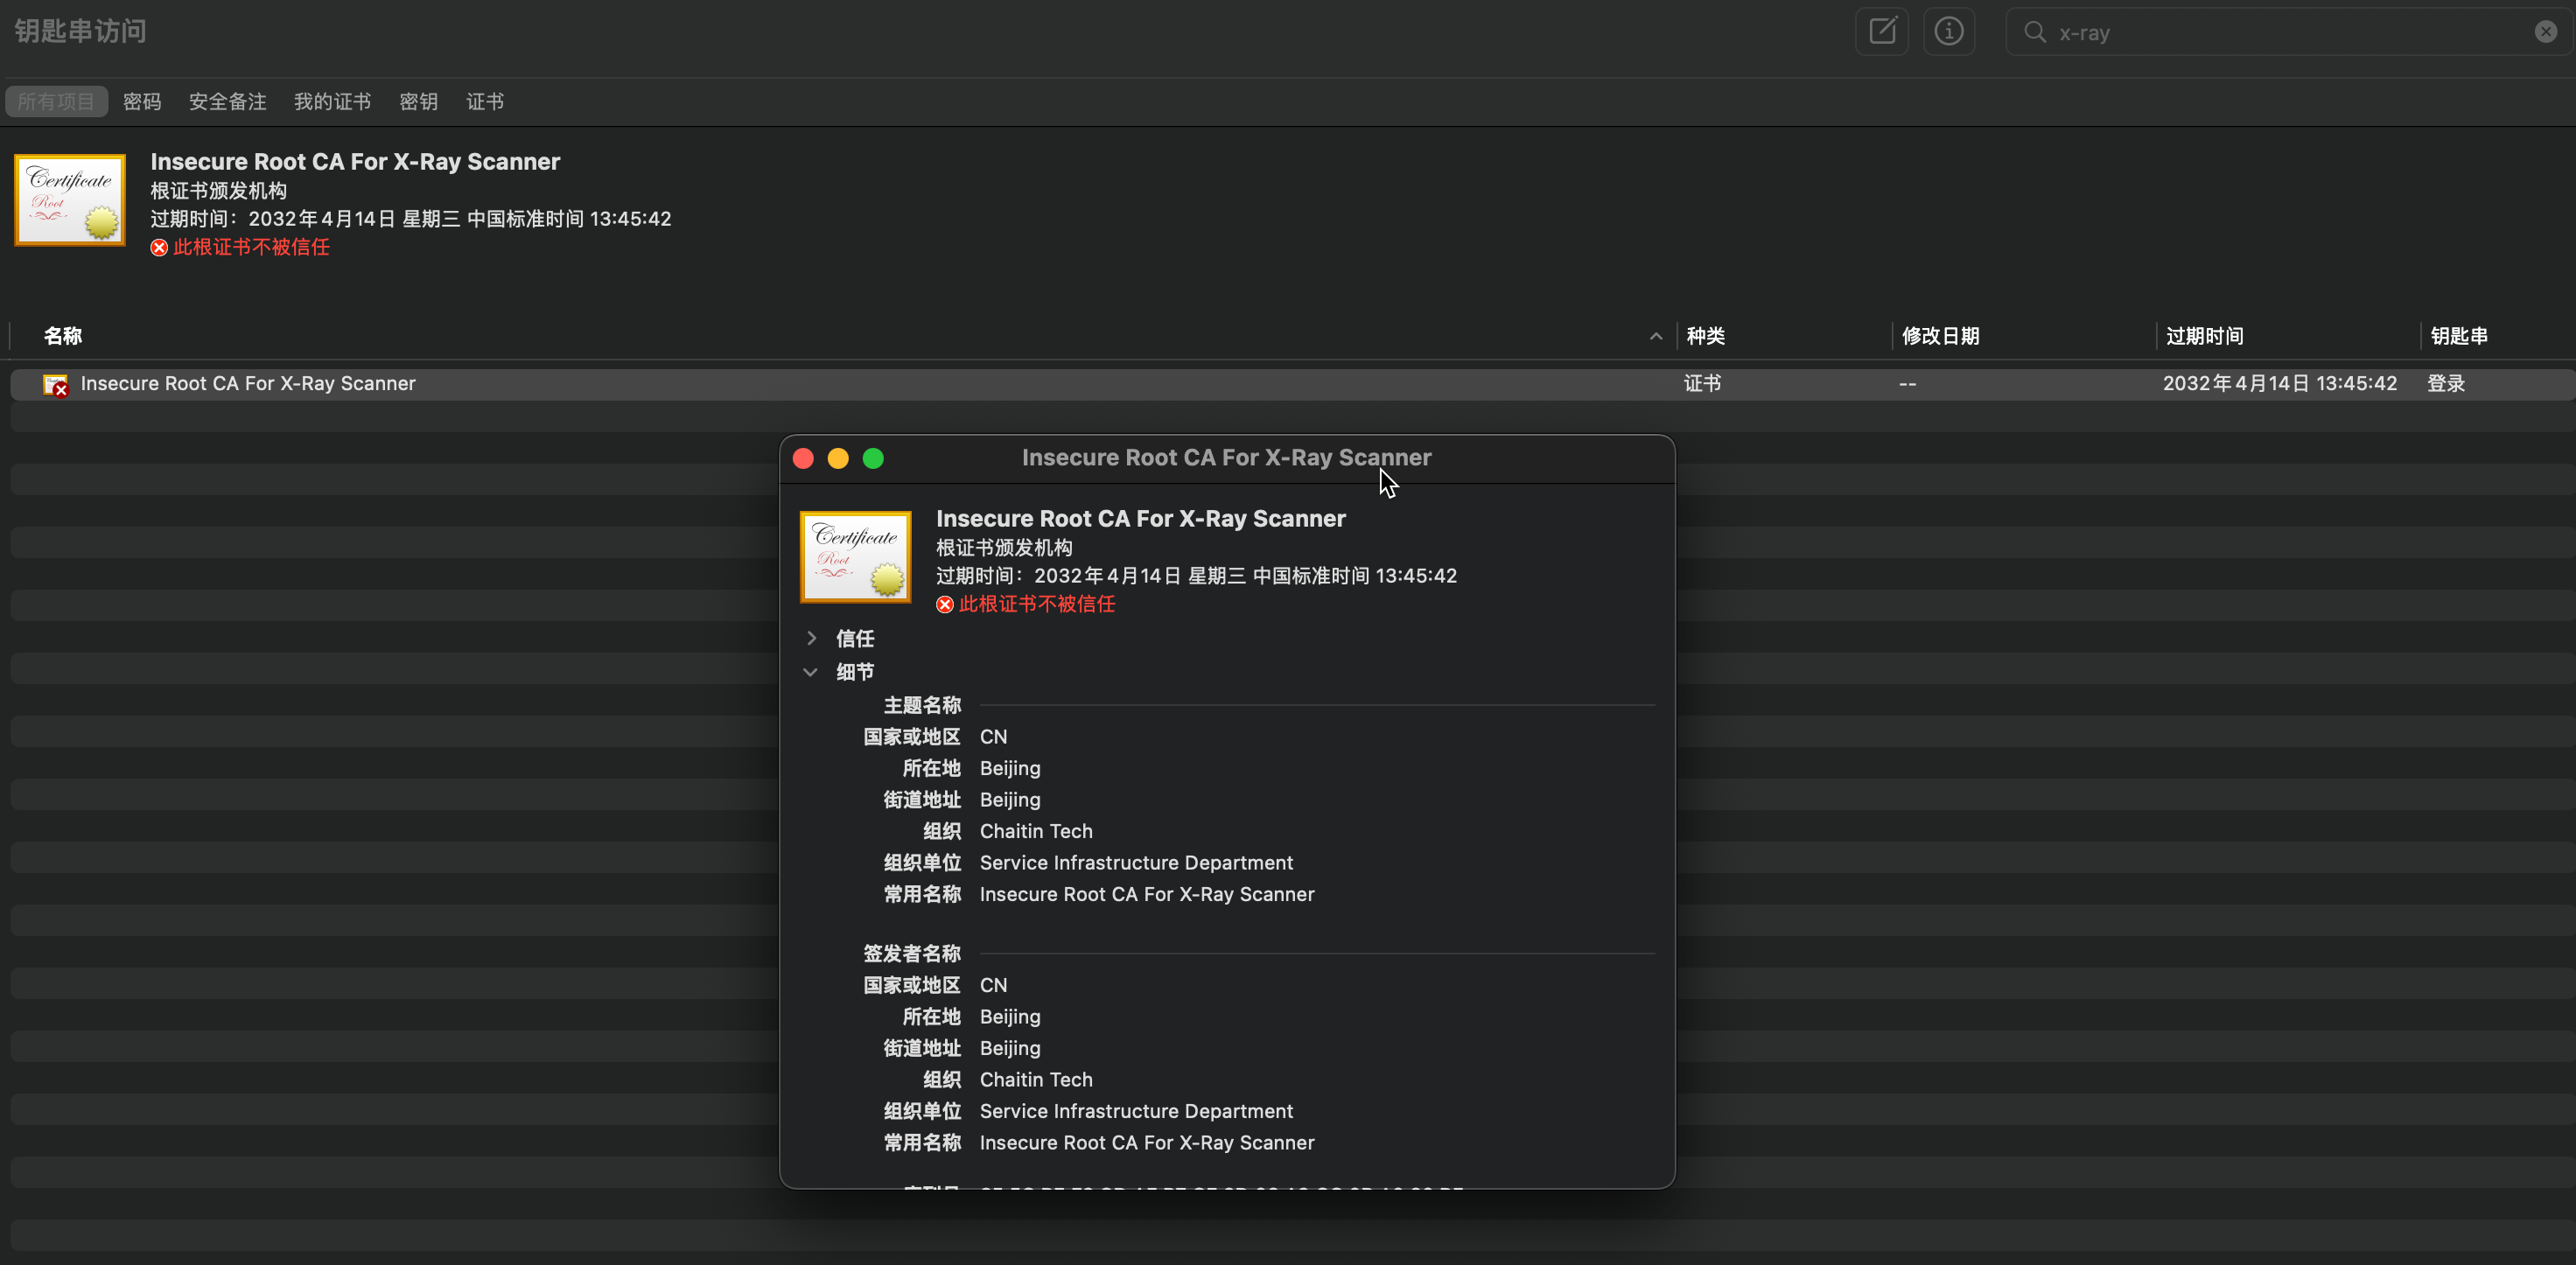 钥匙串访问
x-ray
所有项目 密码 安全备注 我的证书 密钥 证书
Certificate
Root
Insecure Root CA For X-Ray Scanner
根证书颁发机构
过期时间：2032年4月14日 星期三 中国标准时间 13:45:42
此根证书不被信任
名称 种类 修改日期 过期时间 钥匙串
Insecure Root CA For X-Ray Scanner 证书 -- 2032年4月14日 13:45:42 登录
Insecure Root CA For X-Ray Scanner
Certificate
Root
Insecure Root CA For X-Ray Scanner
根证书颁发机构
过期时间：2032年4月14日 星期三 中国标准时间 13:45:42
此根证书不被信任
信任
细节
主题名称
国家或地区 CN
所在地 Beijing
街道地址 Beijing
组织 Chaitin Tech
组织单位 Service Infrastructure Department
常用名称 Insecure Root CA For X-Ray Scanner
签发者名称
国家或地区 CN
所在地 Beijing
街道地址 Beijing
组织 Chaitin Tech
组织单位 Service Infrastructure Department
常用名称 Insecure Root CA For X-Ray Scanner